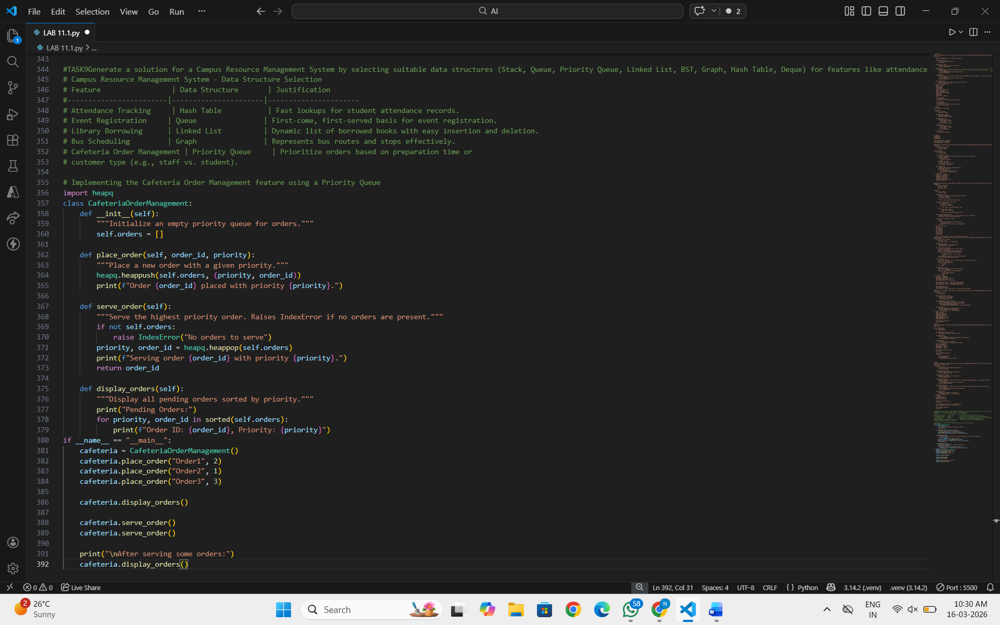 File Edit Selection View Go Run ··· AI 2
LAB 11.1.py
LAB 11.1.py > ...
1
343
344 #TASK9Generate a solution for a Campus Resource Management System by selecting suitable data structures (Stack, Queue, Priority Queue, Linked List, BST, Graph, Hash Table, Deque) for features like attendance
345 # Campus Resource Management System - Data Structure Selection
346 # Feature | Data Structure | Justification
347 #------------------------|----------------------|----------------------
348 # Attendance Tracking | Hash Table | Fast lookups for student attendance records.
349 # Event Registration | Queue | First-come, first-served basis for event registration.
350 # Library Borrowing | Linked List | Dynamic list of borrowed books with easy insertion and deletion.
351 # Bus Scheduling | Graph | Represents bus routes and stops effectively.
352 # Cafeteria Order Management | Priority Queue | Prioritize orders based on preparation time or
353 # customer type (e.g., staff vs. student).
354
355 # Implementing the Cafeteria Order Management feature using a Priority Queue
356 import heapq
357 class CafeteriaOrderManagement:
358 def __init__(self):
359 """Initialize an empty priority queue for orders."""
360 self.orders = []
361
362 def place_order(self, order_id, priority):
363 """Place a new order with a given priority."""
364 heapq.heappush(self.orders, (priority, order_id))
365 print(f"Order {order_id} placed with priority {priority}.")
366
367 def serve_order(self):
368 """Serve the highest priority order. Raises IndexError if no orders are present."""
369 if not self.orders:
370 raise IndexError("No orders to serve")
371 priority, order_id = heapq.heappop(self.orders)
372 print(f"Serving order {order_id} with priority {priority}.")
373 return order_id
374
375 def display_orders(self):
376 """Display all pending orders sorted by priority."""
377 print("Pending Orders:")
378 for priority, order_id in sorted(self.orders):
379 print(f"Order ID: {order_id}, Priority: {priority}")
380 if __name__ == "__main__":
381 cafeteria = CafeteriaOrderManagement()
382 cafeteria.place_order("Order1", 2)
383 cafeteria.place_order("Order2", 1)
384 cafeteria.place_order("Order3", 3)
385
386 cafeteria.display_orders()
387
388 cafeteria.serve_order()
389 cafeteria.serve_order()
390
391 print("\nAfter serving some orders:")
392 cafeteria.display_orders()
0 0 Live Share Ln 392, Col 31 Spaces: 4 UTF-8 CRLF { } Python 3.14.2 (.venv) .venv (3.14.2) Port : 5500
2 26°C Search 58 N ENG 10:30 AM
Sunny IN 16-03-2026